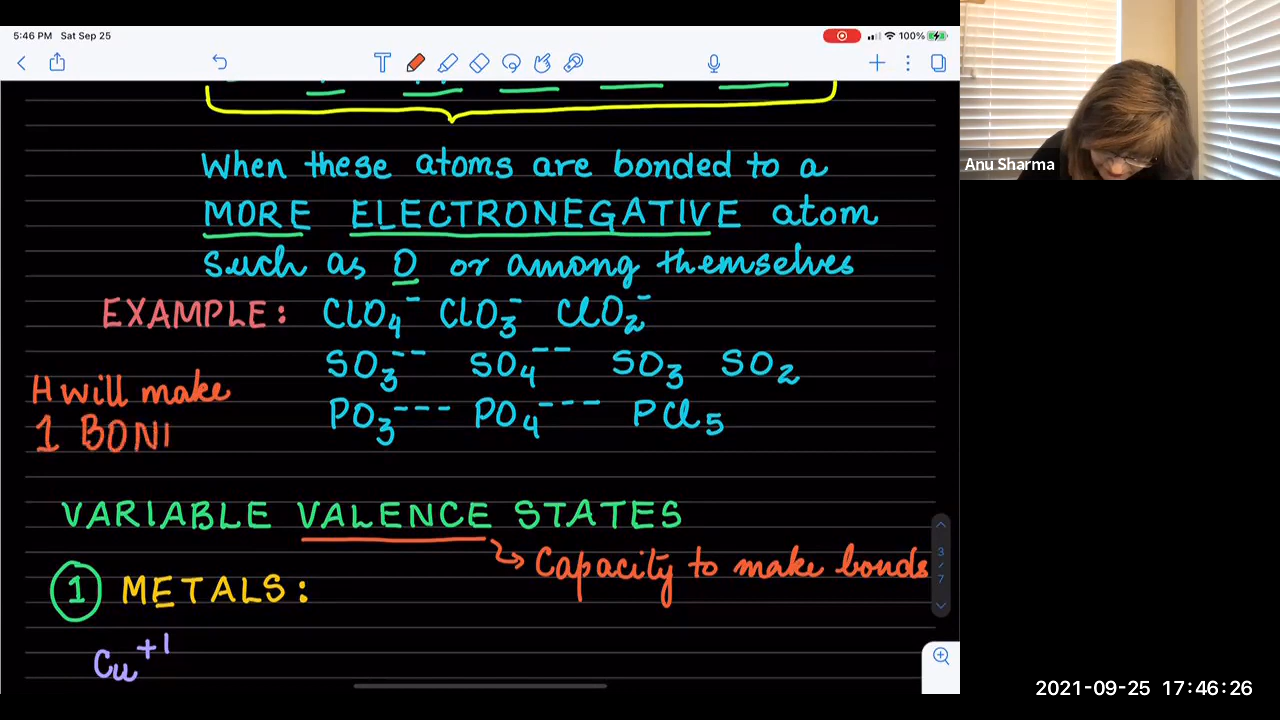 5:46 PM Sat Sep 25
100%
When these atoms are bonded to a
MORE ELECTRONEGATIVE atom
such as O or among themselves
EXAMPLE: ClO4- ClO3- ClO2-
SO3-- SO4-- SO3 SO2
H will make
1 BON
PO3--- PO4--- PCl5
VARIABLE VALENCE STATES
Capacity to make bonds
1 METALS:
Cu+1
3/7
Anu Sharma
2021-09-25 17:46:26